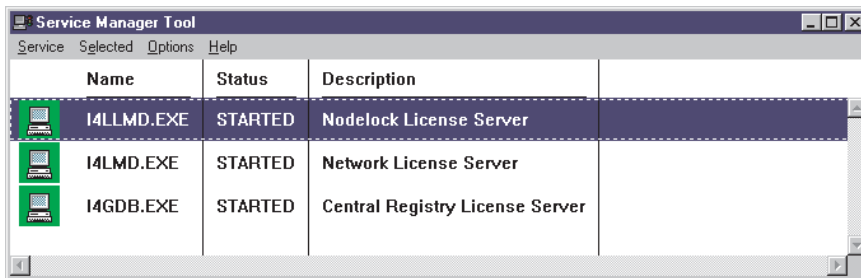 Service Manager Tool
Service Selected Options Help
Name Status Description
I4LLMD.EXE STARTED Nodelock License Server
I4LMD.EXE STARTED Network License Server
I4GDB.EXE STARTED Central Registry License Server